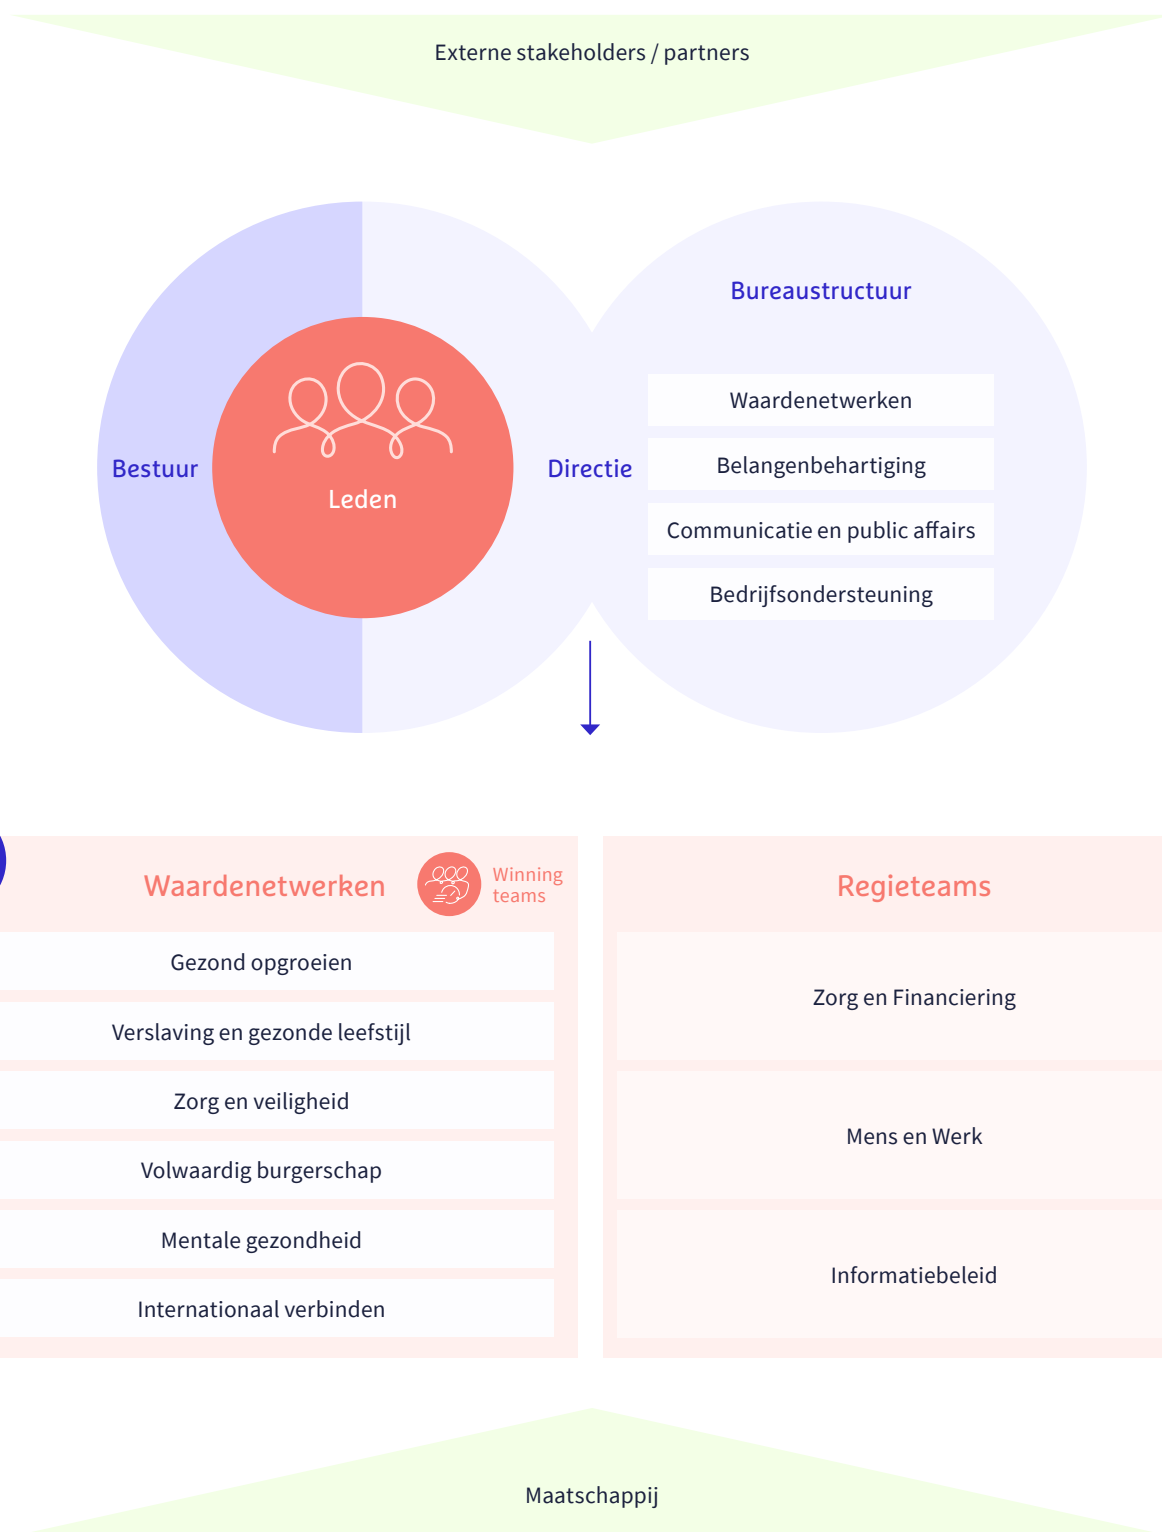 Externe stakeholders / partners
Bureaustructuur
Waardenetwerken
Bestuur
Leden
Directie
Belangenbehartiging
Communicatie en public affairs
Bedrijfsondersteuning
Waardenetwerken
Winning
teams
Gezond opgroeien
Verslaving en gezonde leefstijl
Zorg en veiligheid
Volwaardig burgerschap
Mentale gezondheid
Internationaal verbinden
Regieteams
Zorg en Financiering
Mens en Werk
Informatiebeleid
Maatschappij